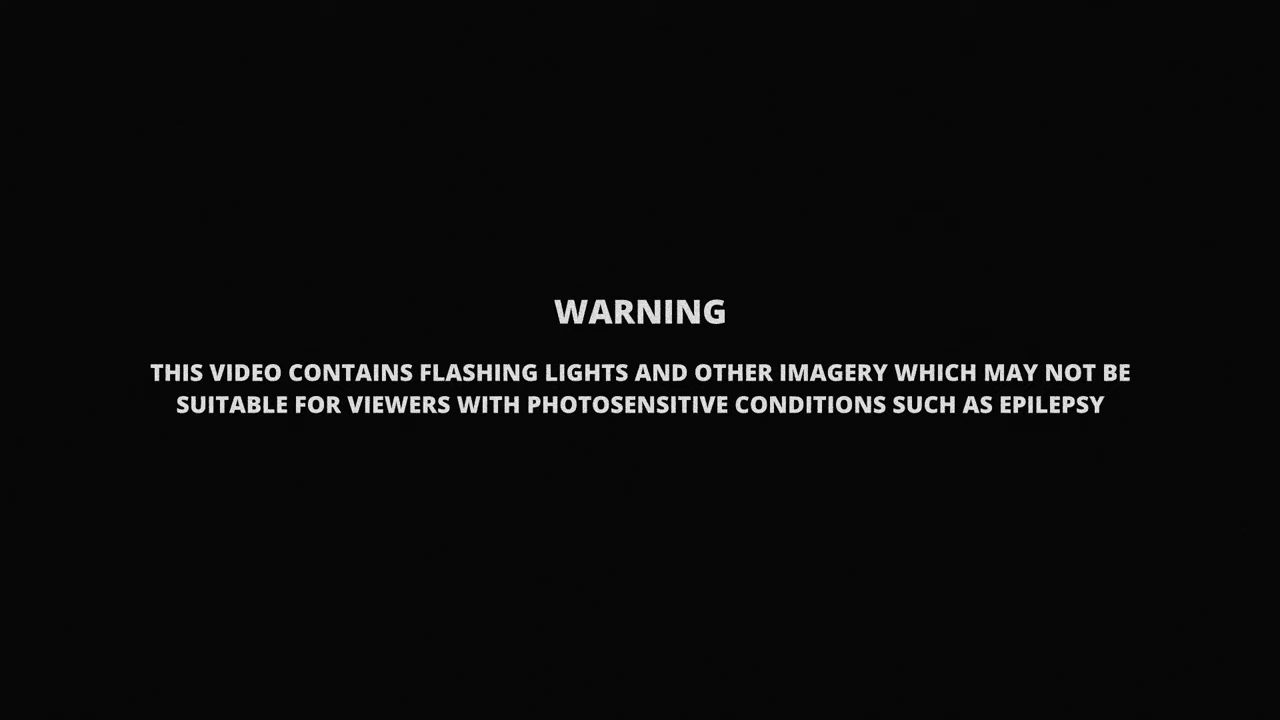 WARNING
THIS VIDEO CONTAINS FLASHING LIGHTS AND OTHER IMAGERY WHICH MAY NOT BE
SUITABLE FOR VIEWERS WITH PHOTOSENSITIVE CONDITIONS SUCH AS EPILEPSY